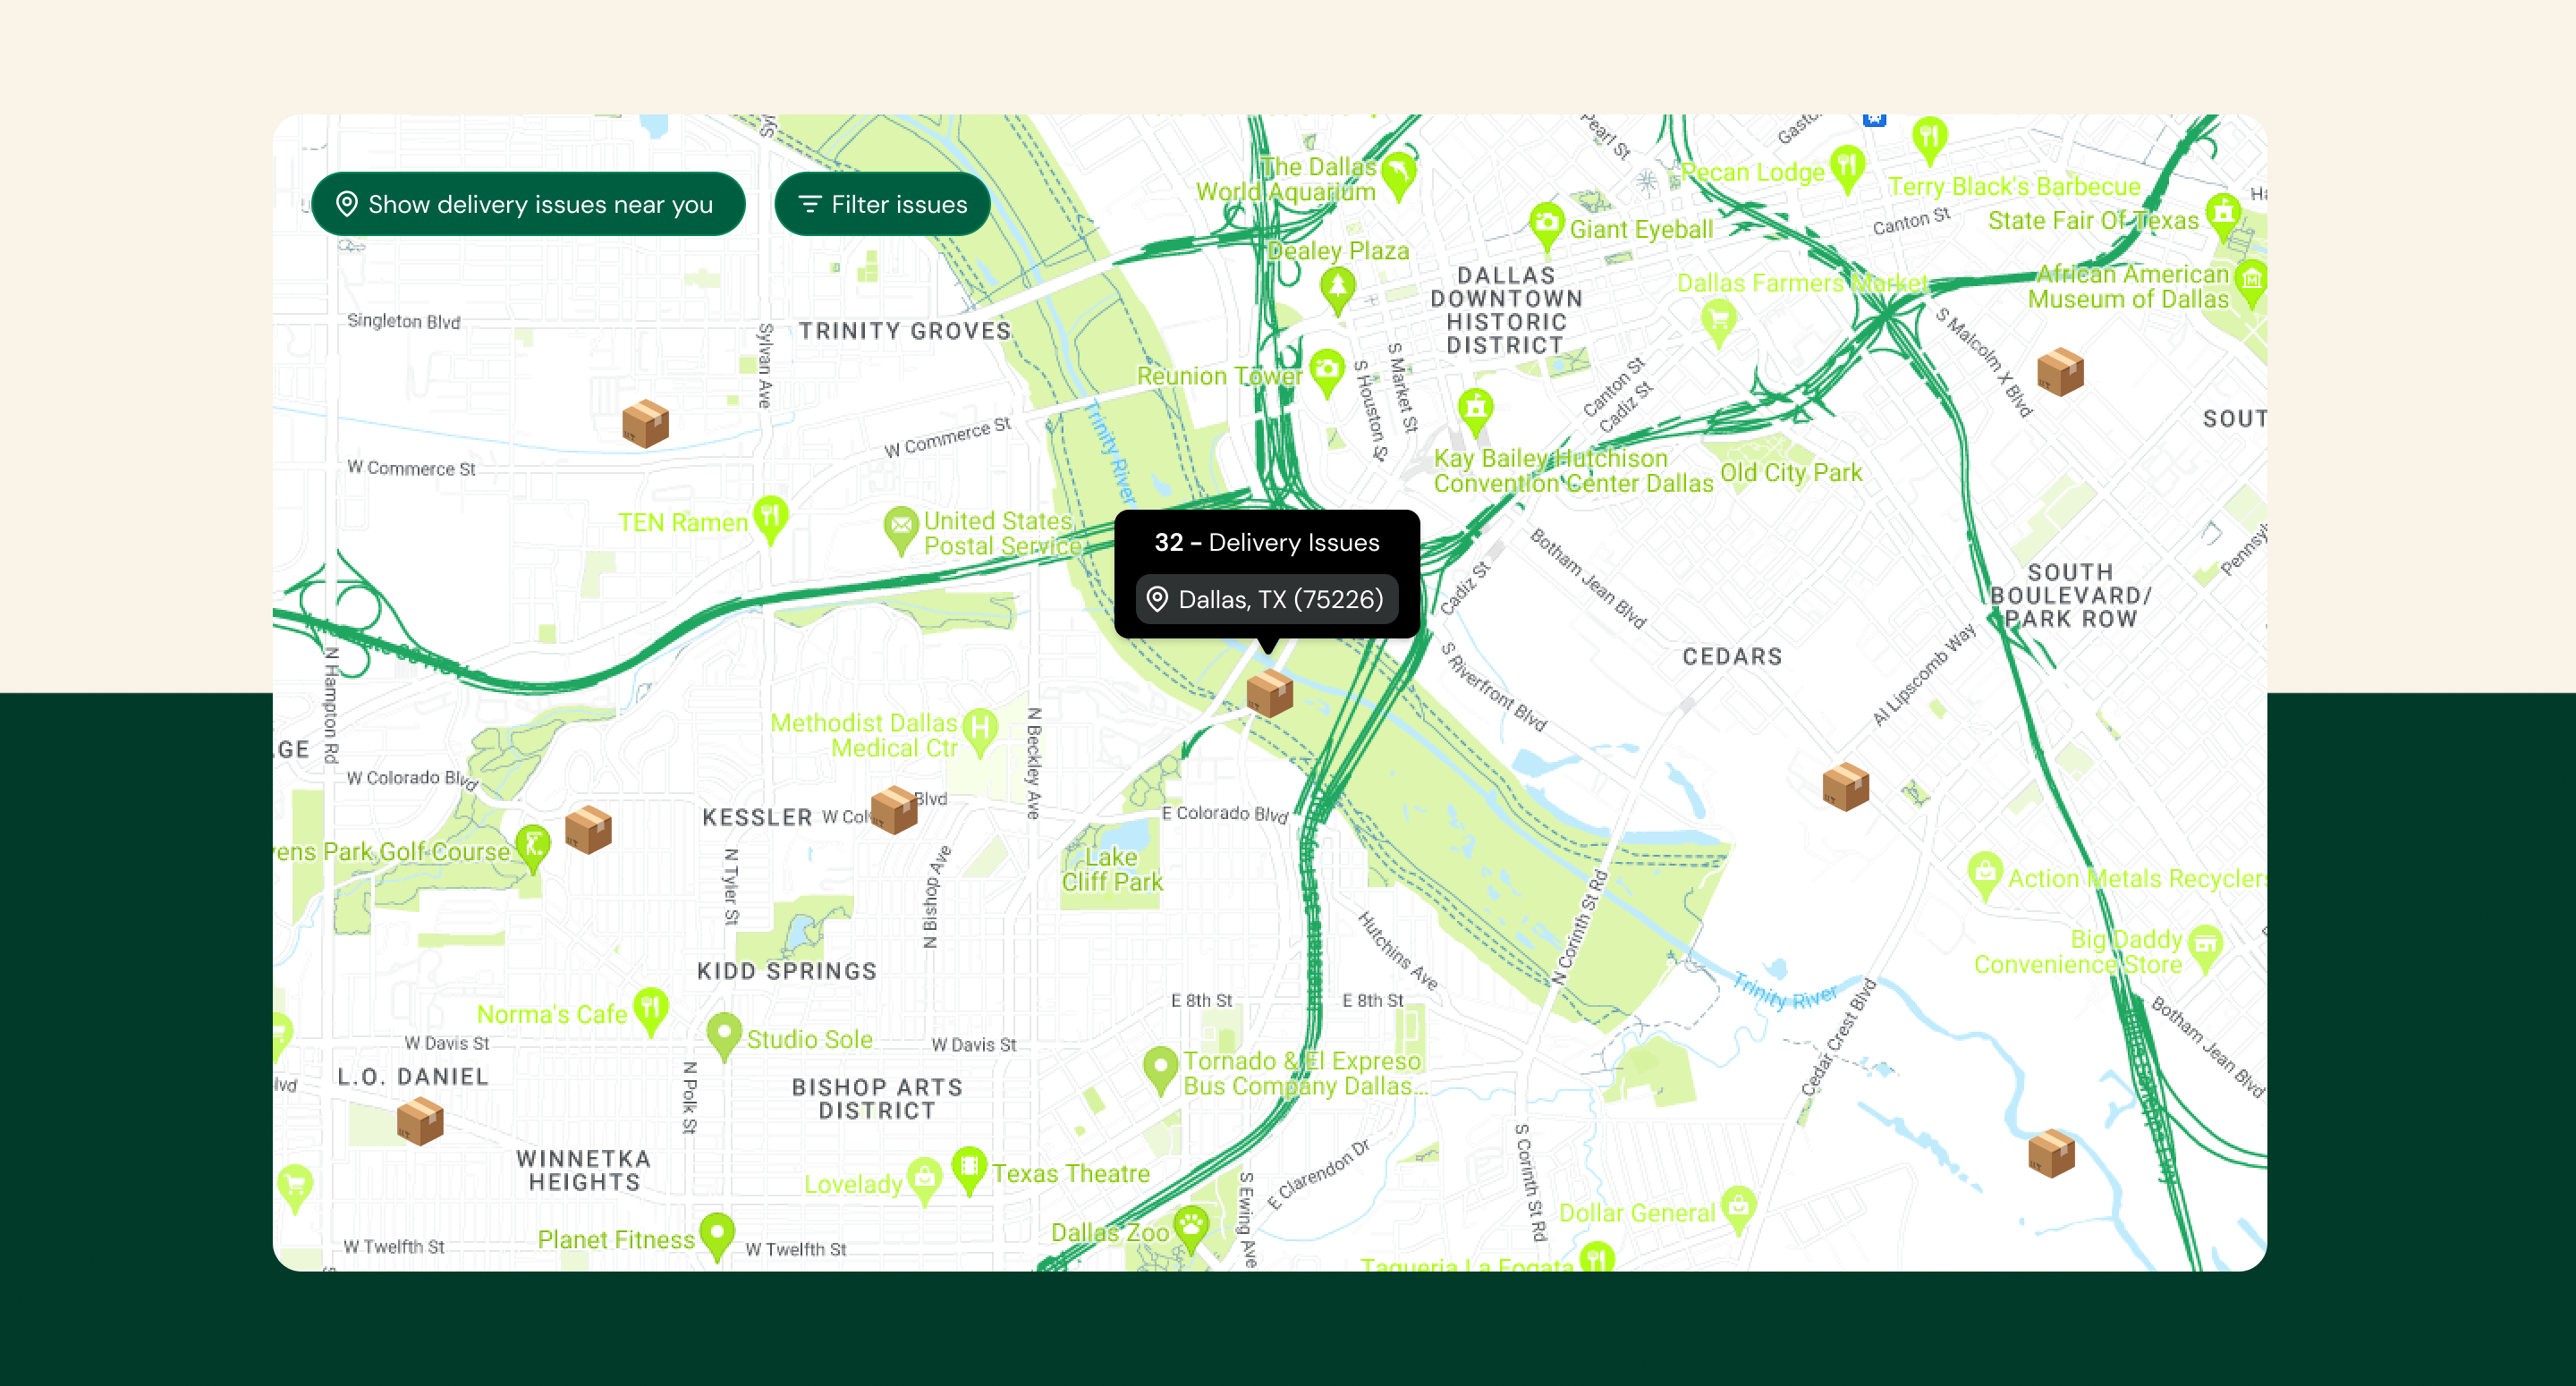 Show delivery issues near you
Filter issues
32 – Delivery Issues
Dallas, TX (75226)
The Dallas
World Aquarium
Dealey Plaza
Reunion Tower
Pearl St
Giant Eyeball
DALLAS
DOWNTOWN
HISTORIC
DISTRICT
Pecan Lodge
Terry Black's Barbecue
Canton St
State Fair Of Texas
Dallas Farmers Market
African American
Museum of Dallas
S Malcolm X Blvd
Singleton Blvd
TRINITY GROVES
Sylvan Ave
W Commerce St
W Commerce St
Trinity River
S Houston St
S Market St
Canton St
Cadiz St
Kay Bailey Hutchison
Convention Center Dallas
Old City Park
TEN Ramen
United States
Postal Service
Cadiz St
Botham Jean Blvd
SOUTH
BOULEVARD/
PARK ROW
CEDARS
Al Lipscomb Way
S Riverfront Blvd
N Hampton Rd
Methodist Dallas
Medical Ctr
N Beckley Ave
W Colorado Blvd
KESSLER
Blvd
E Colorado Blvd
Golf Course
Lake
Cliff Park
N Tyler St
N Bishop Ave
N Corinth St Rd
Hutchins Ave
Action Metals Recyclers
Big Daddy
Convenience Store
KIDD SPRINGS
Norma's Cafe
Studio Sole
E 8th St
E 8th St
Trinity River
Cedar Crest Blvd
Botham Jean Blvd
W Davis St
W Davis St
L.O. DANIEL
N Polk St
BISHOP ARTS
DISTRICT
Tornado & El Expreso
Bus Company Dallas...
WINNETKA
HEIGHTS
Lovelady
Texas Theatre
E Clarendon Dr
S Ewing Ave
S Corinth St Rd
Dollar General
Planet Fitness
Dallas Zoo
W Twelfth St
W Twelfth St
Taqueria La Fogata